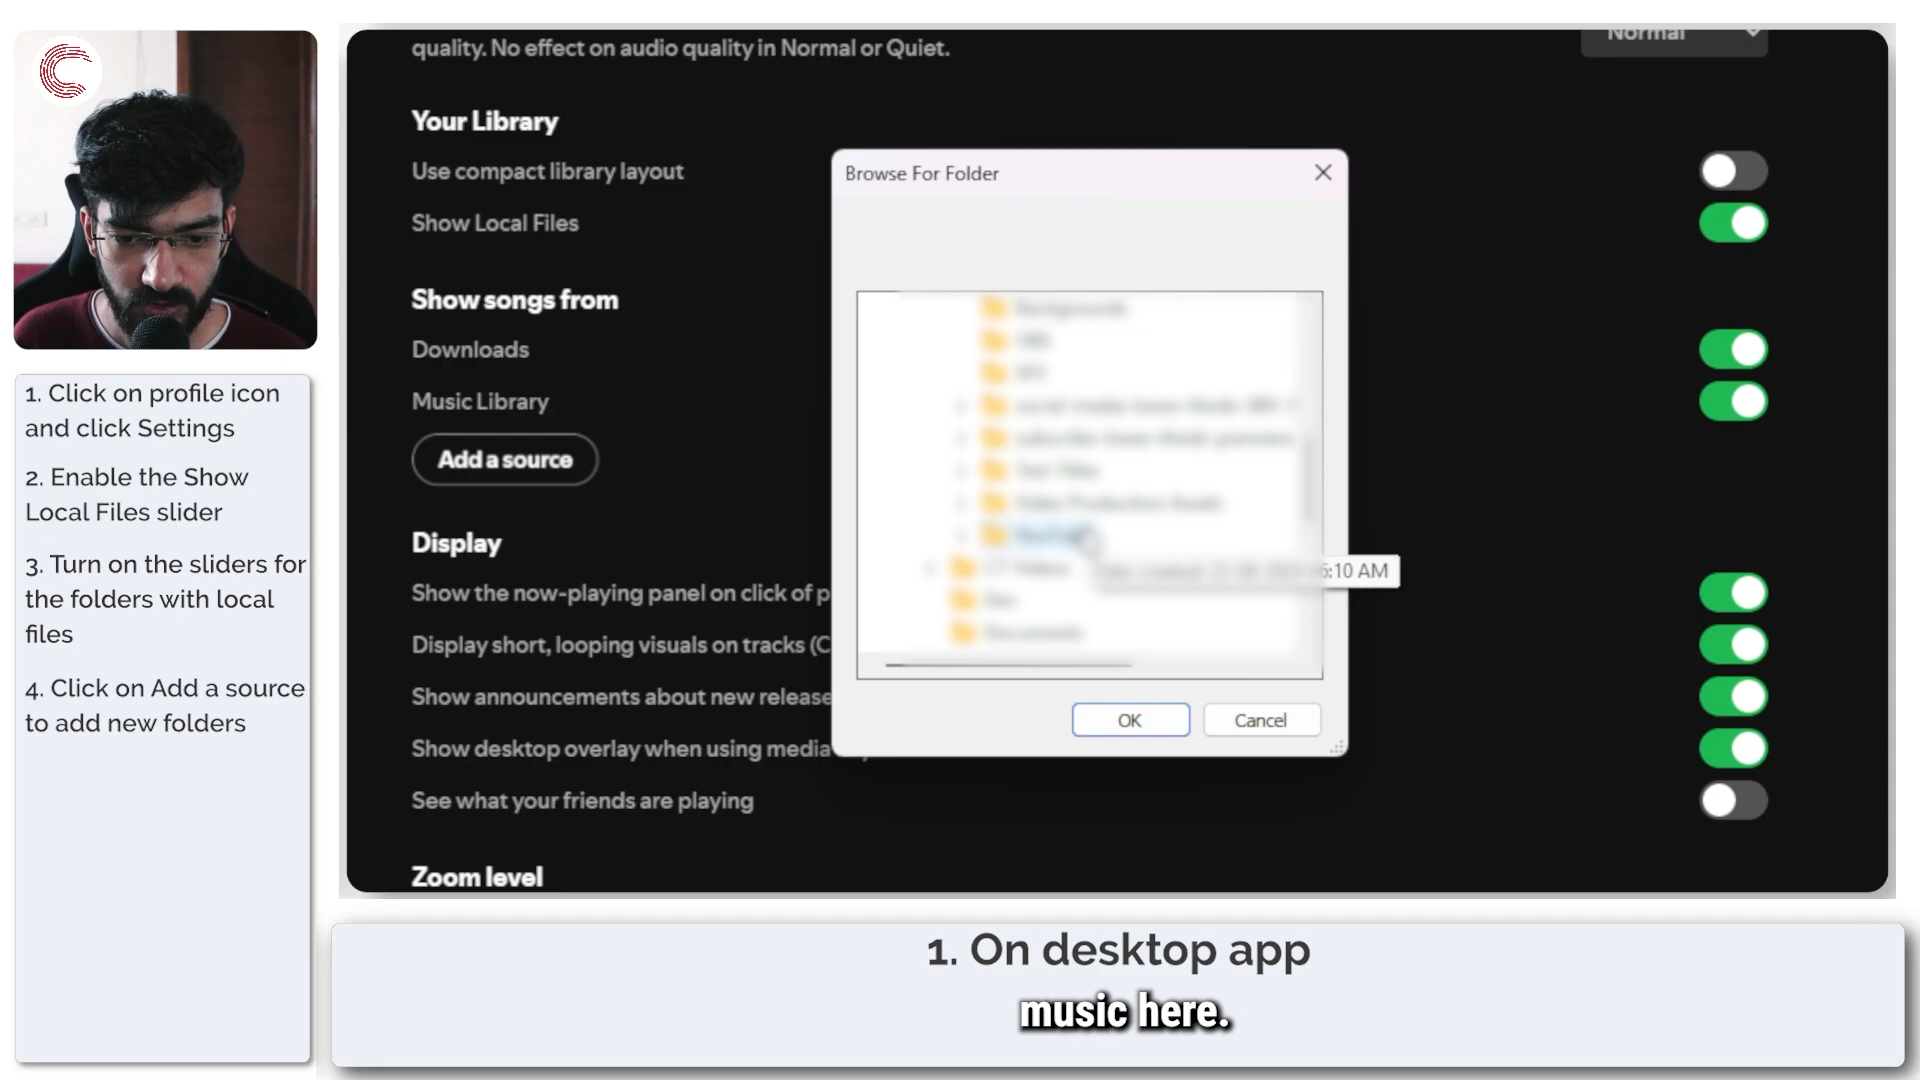 1. Click on profile icon
and click Settings
2. Enable the Show
Local Files slider
3. Turn on the sliders for
the folders with local
files
4. Click on Add a source
to add new folders
quality. No effect on audio quality in Normal or Quiet.
Normal
Your Library
Use compact library layout
Show Local Files
Show songs from
Downloads
Music Library
Add a source
Display
Show the now-playing panel on click of p
Display short, looping visuals on tracks (C
Show announcements about new release
Show desktop overlay when using media
See what your friends are playing
Zoom level
Browse For Folder
6:10 AM
OK
Cancel
1. On desktop app
music here.